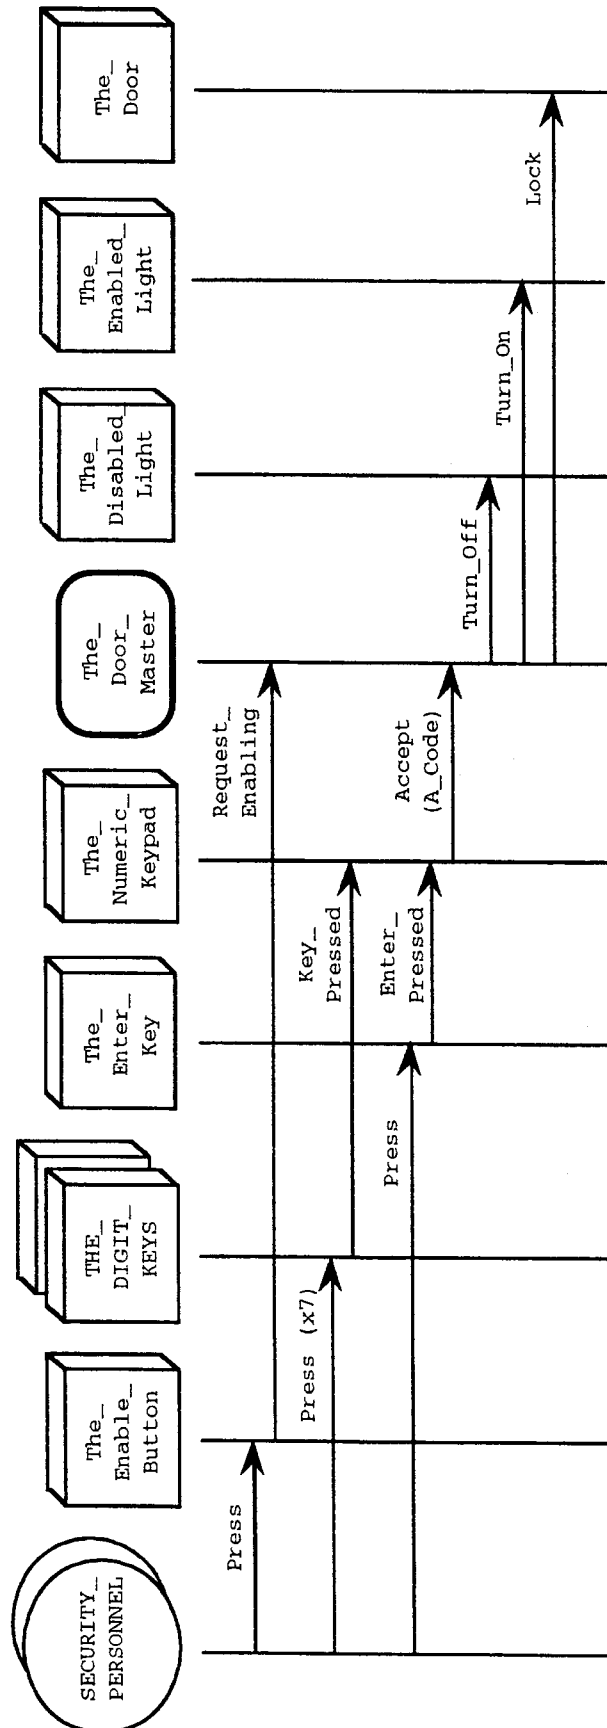 SECURITY_
PERSONNEL
The_
Enable_
Button
THE_
DIGIT_
KEYS
The_
Enter_
Key
The_
Numeric_
Keypad
The_
Door_
Master
The_
Disabled_
Light
The_
Enabled_
Light
The_
Door
Press
Request_
Enabling
Press (x7)
Key_
Pressed
Press
Enter_
Pressed
Accept
(A_Code)
Turn_Off
Turn_On
Lock